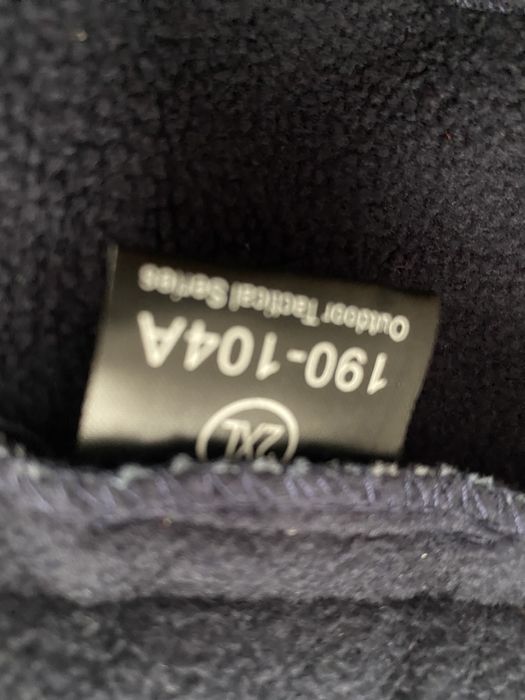 2XL
190-104A
Outdoor Tactical Series